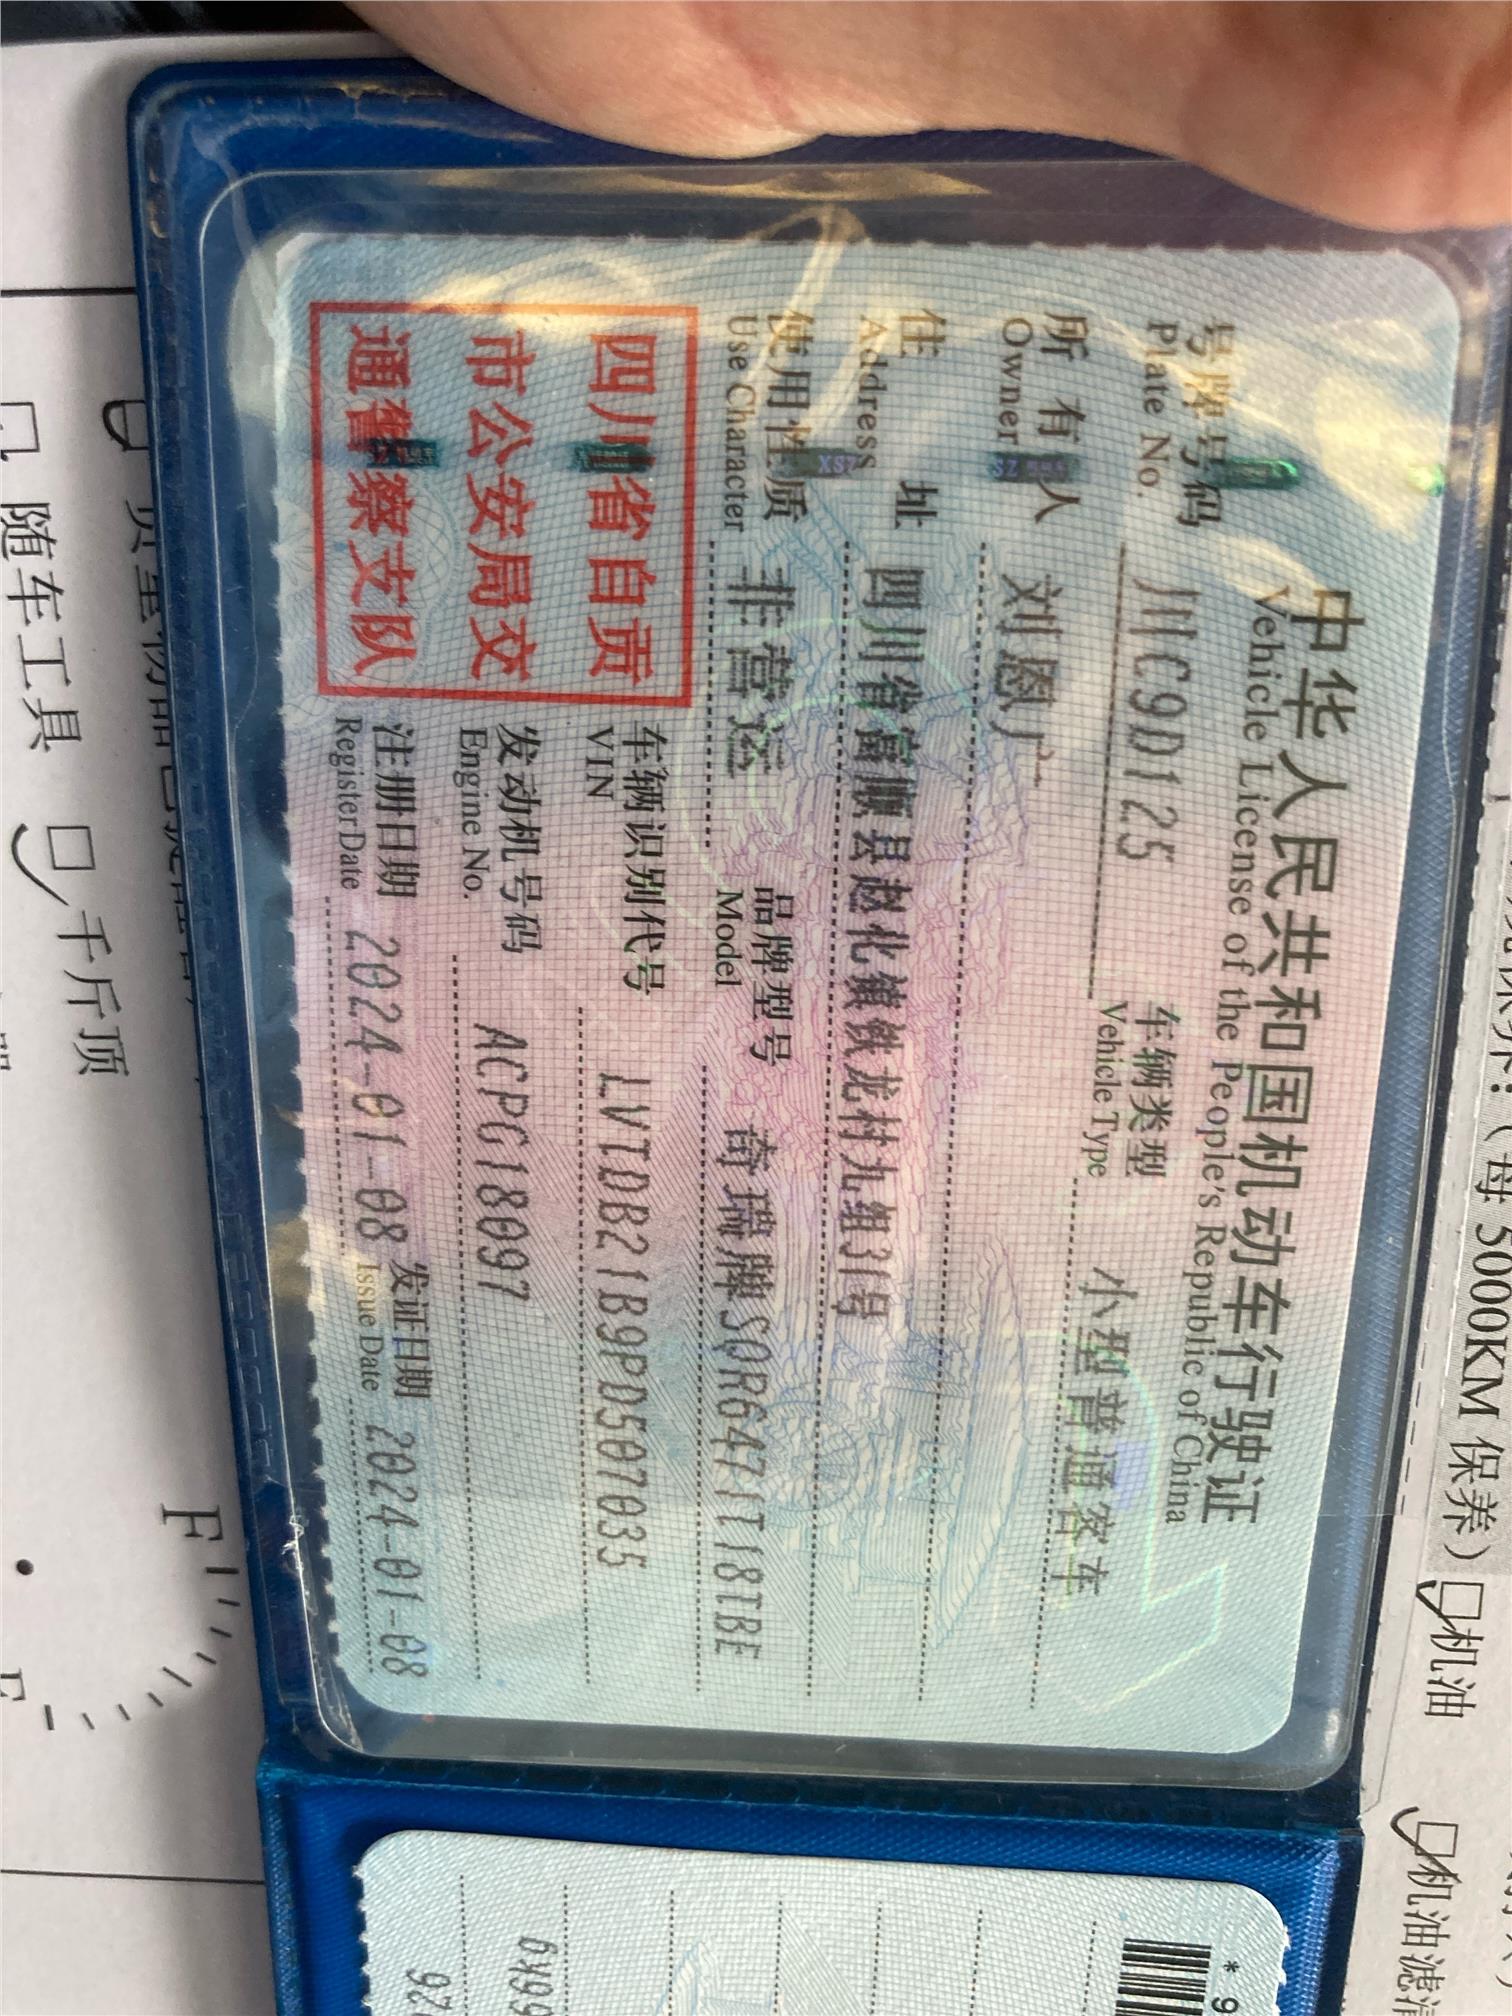 中华人民共和国机动车行驶证
Vehicle License of the People's Republic of China
号牌号码 川C9D125 车辆类型 小型普通客车
Plate No. Vehicle Type
所有人 刘恩广
Owner
住址 四川省富顺县赵化镇铁龙村九组31号
Address
使用性质 非营运 品牌型号 奇瑞牌SQR6471T18TBE
Use Character Model
四川省自贡
市公安局交
通警察支队
车辆识别代号 LVTDB21B9PD507035
VIN
发动机号码 ACPG18097
Engine No.
注册日期 2024-01-08 发证日期 2024-01-08
Register Date Issue Date
5000KM 保养）
机油
随车工具
千斤顶
F